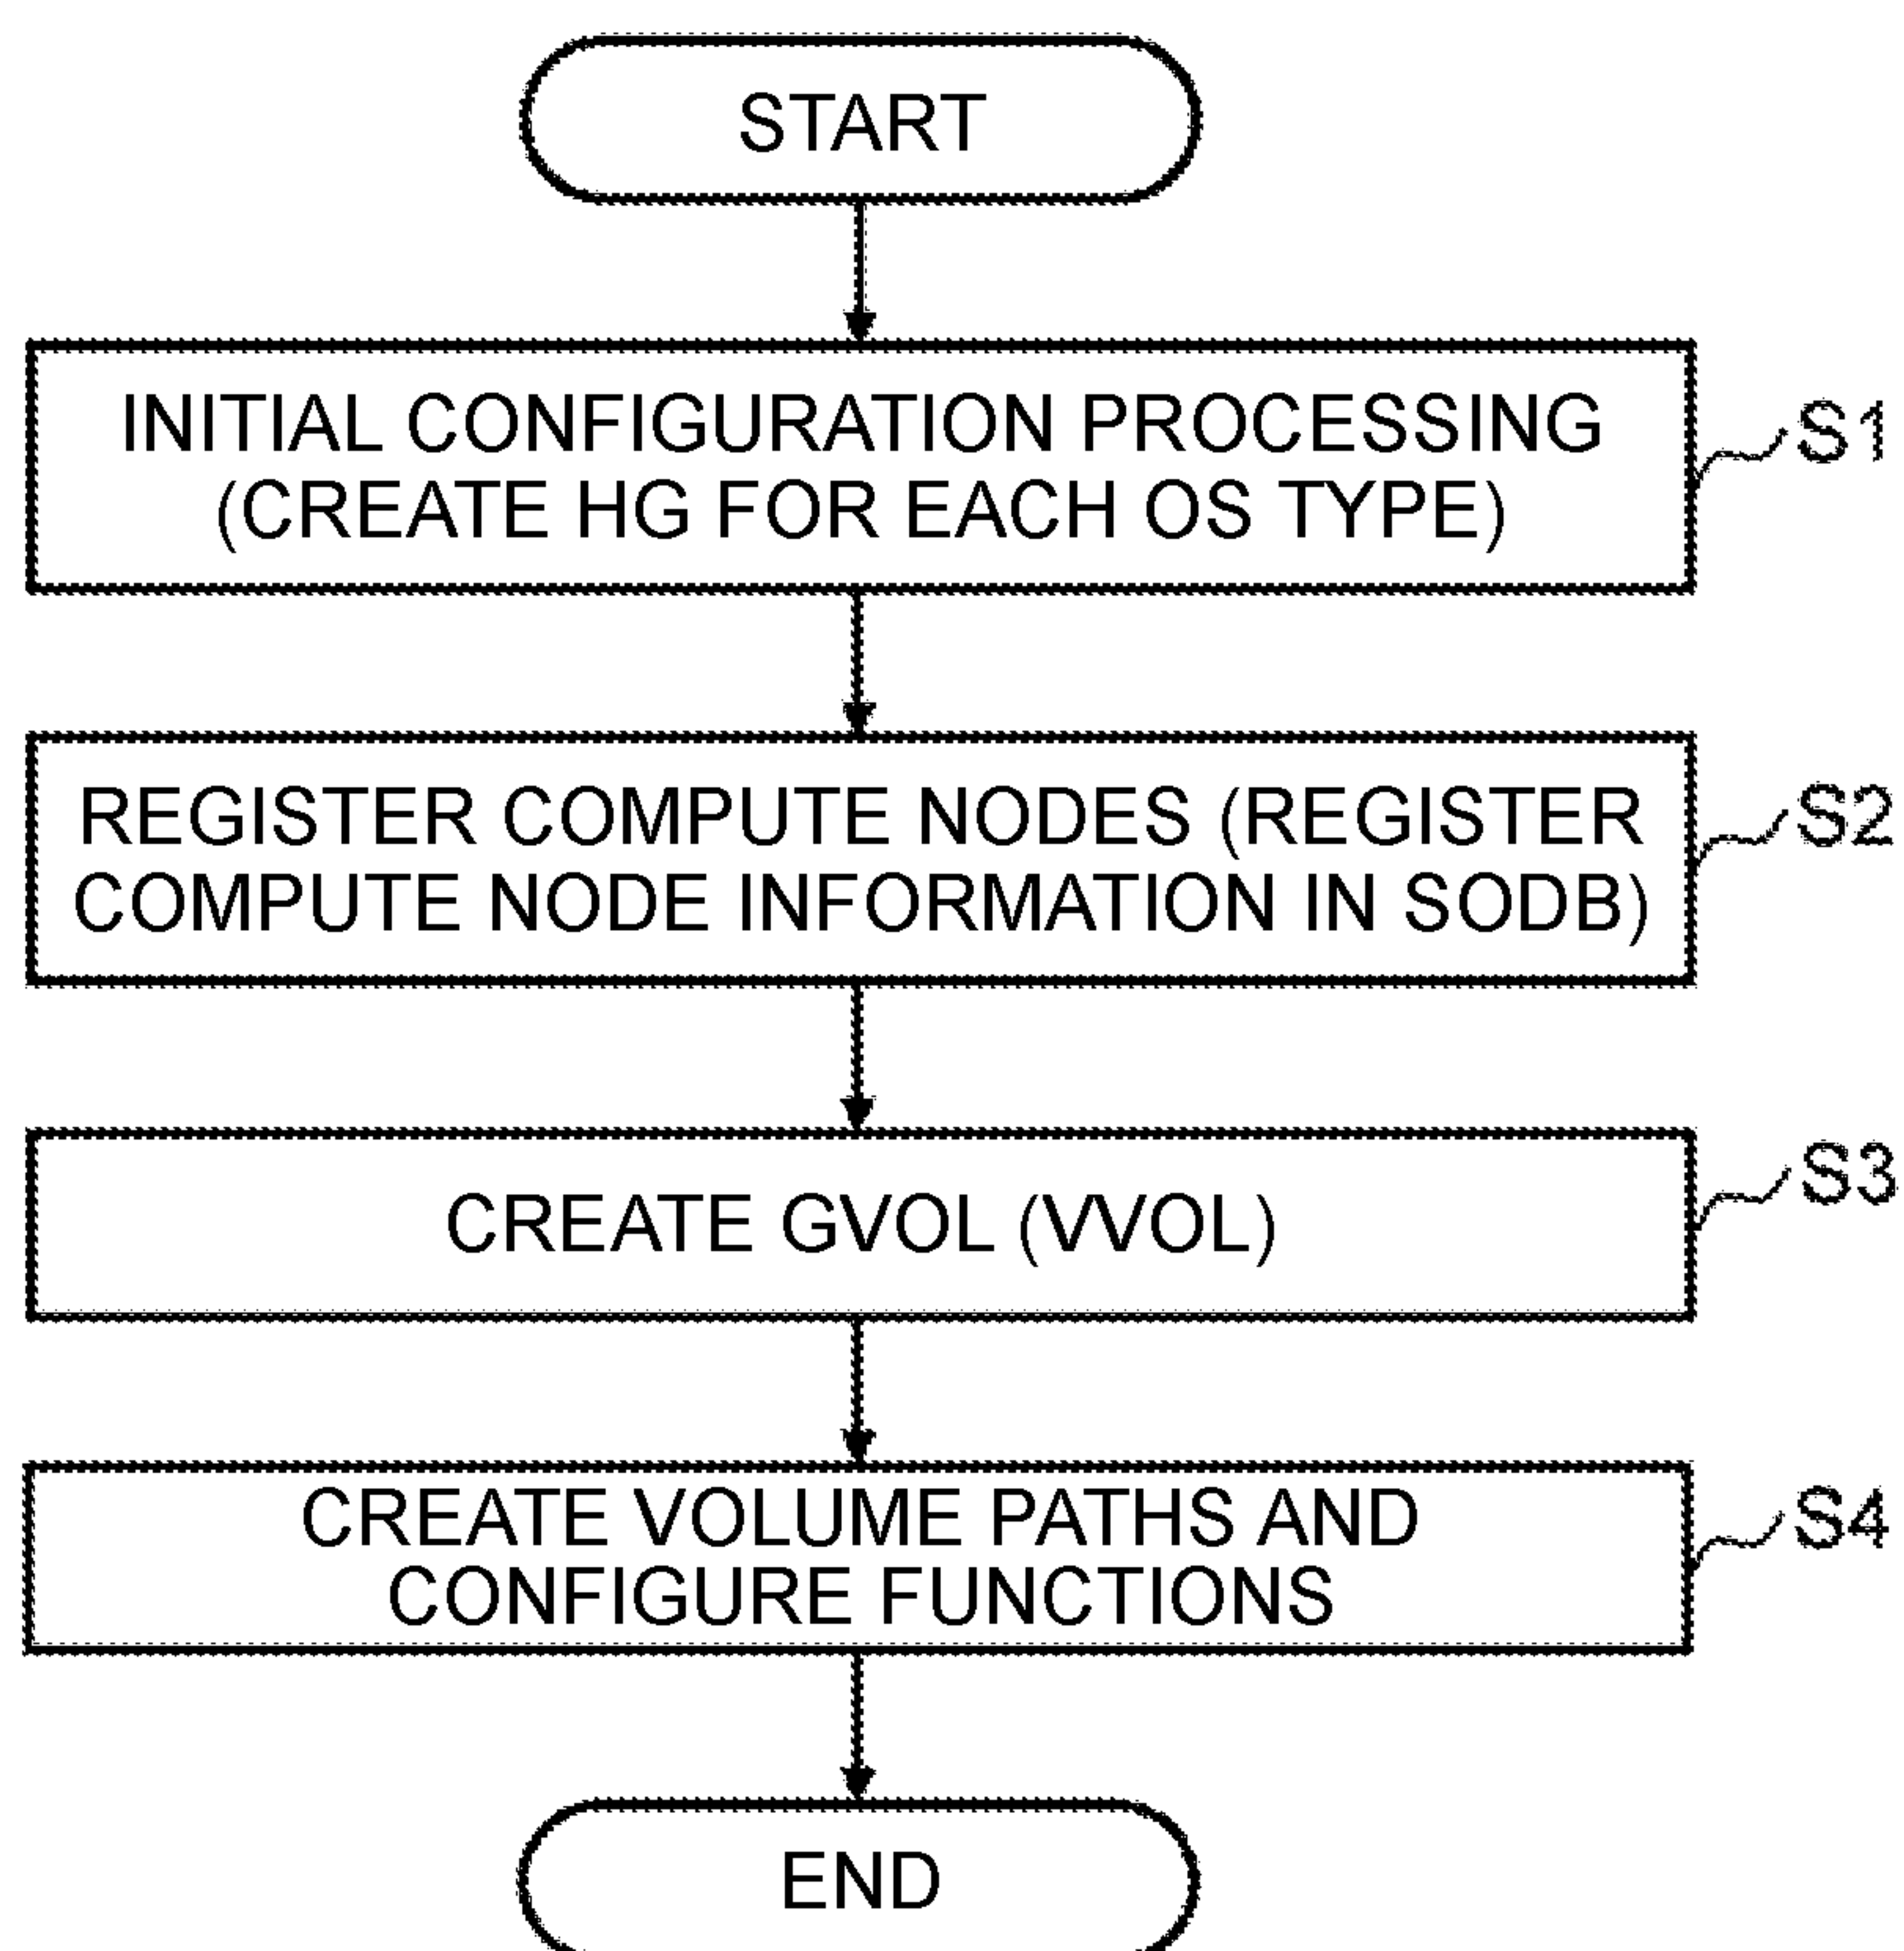 START
INITIAL CONFIGURATION PROCESSING
(CREATE HG FOR EACH OS TYPE)
S1
REGISTER COMPUTE NODES (REGISTER
COMPUTE NODE INFORMATION IN SODB)
S2
CREATE GVOL (VVOL)
S3
CREATE VOLUME PATHS AND
CONFIGURE FUNCTIONS
S4
END